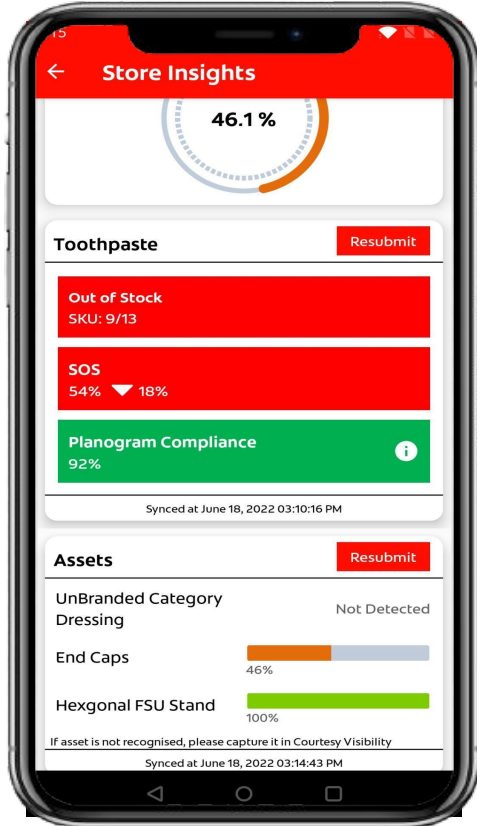 15
Store Insights
46.1 %
Toothpaste
Resubmit
Out of Stock
SKU: 9/13
SOS
54% 18%
Planogram Compliance
92%
Synced at June 18, 2022 03:10:16 PM
Assets
Resubmit
UnBranded Category
Dressing
Not Detected
End Caps
46%
Hexgonal FSU Stand
100%
If asset is not recognised, please capture it in Courtesy Visibility
Synced at June 18, 2022 03:14:43 PM